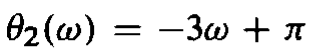 θ₂(ω) = −3ω + π